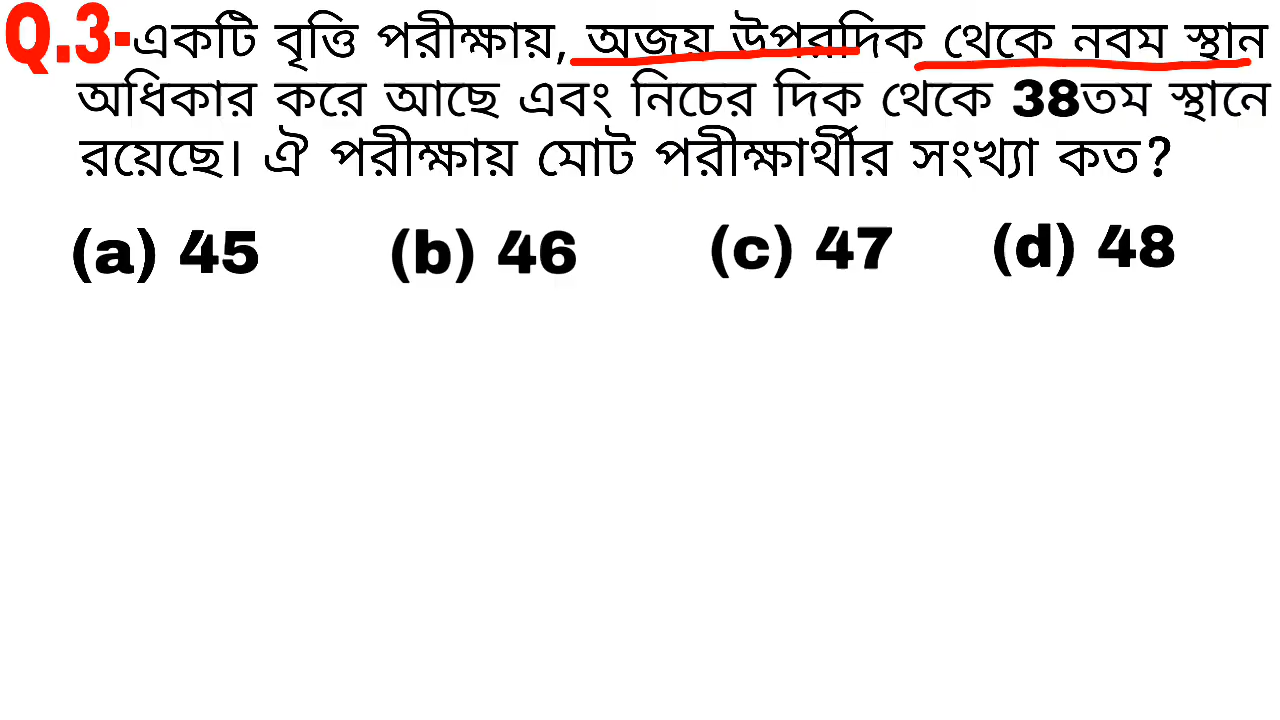 Q.3-একটি বৃত্তি পরীক্ষায়, অজয় উপরদিক থেকে নবম স্থান
অধিকার করে আছে এবং নিচের দিক থেকে 38তম স্থানে
রয়েছে। ঐ পরীক্ষায় মোট পরীক্ষার্থীর সংখ্যা কত?
(a) 45 (b) 46 (c) 47 (d) 48